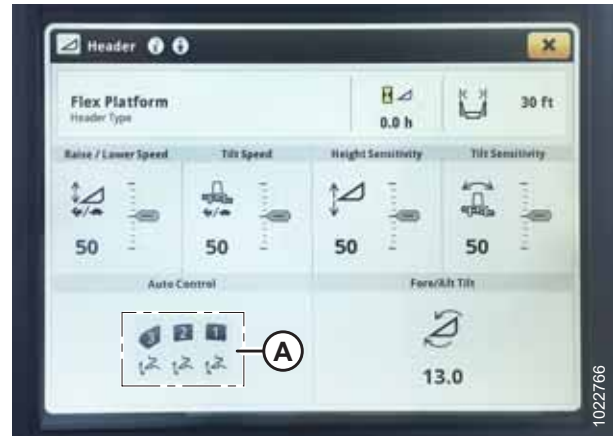 Header
Flex Platform
Header Type
0.0 h
30 ft
Raise / Lower Speed
Tilt Speed
Height Sensitivity
Tilt Sensitivity
50
50
50
50
Auto Control
Fore/Aft Tilt
3 2 1
A
13.0
1022766